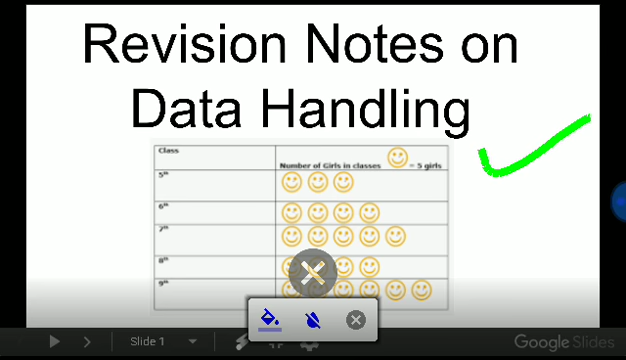 Revision Notes on
Data Handling
Class
Number of Girls in classes = 5 girls
5th
6th
7th
8th
9th
Slide 1
Google Slides